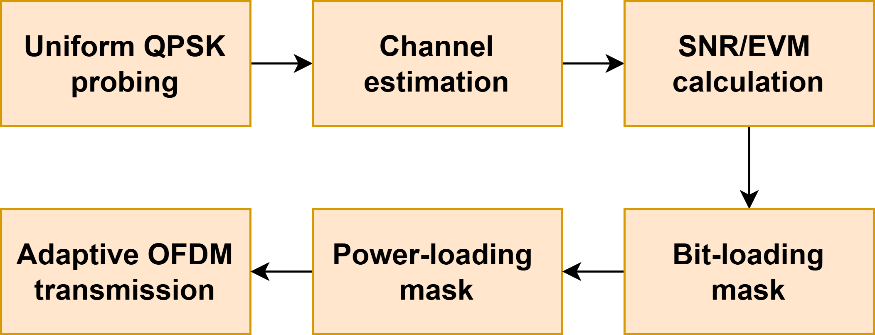 Uniform QPSK
probing
Channel
estimation
SNR/EVM
calculation
Adaptive OFDM
transmission
Power-loading
mask
Bit-loading
mask